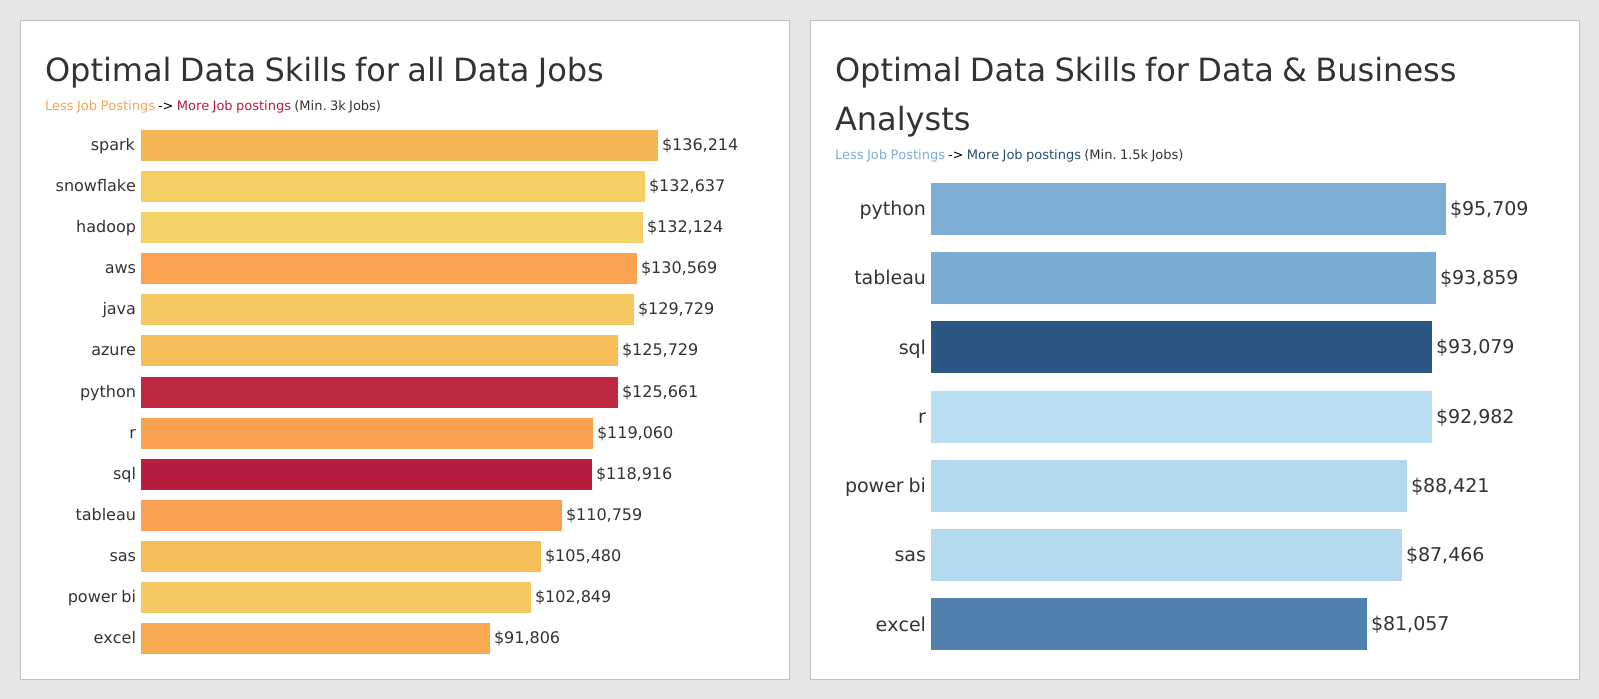 Optimal Data Skills for all Data Jobs
Less Job Postings -> More Job postings (Min. 3k Jobs)
spark $136,214
snowflake $132,637
hadoop $132,124
aws $130,569
java $129,729
azure $125,729
python $125,661
r $119,060
sql $118,916
tableau $110,759
sas $105,480
power bi $102,849
excel $91,806
Optimal Data Skills for Data & Business
Analysts
Less Job Postings -> More Job postings (Min. 1.5k Jobs)
python $95,709
tableau $93,859
sql $93,079
r $92,982
power bi $88,421
sas $87,466
excel $81,057